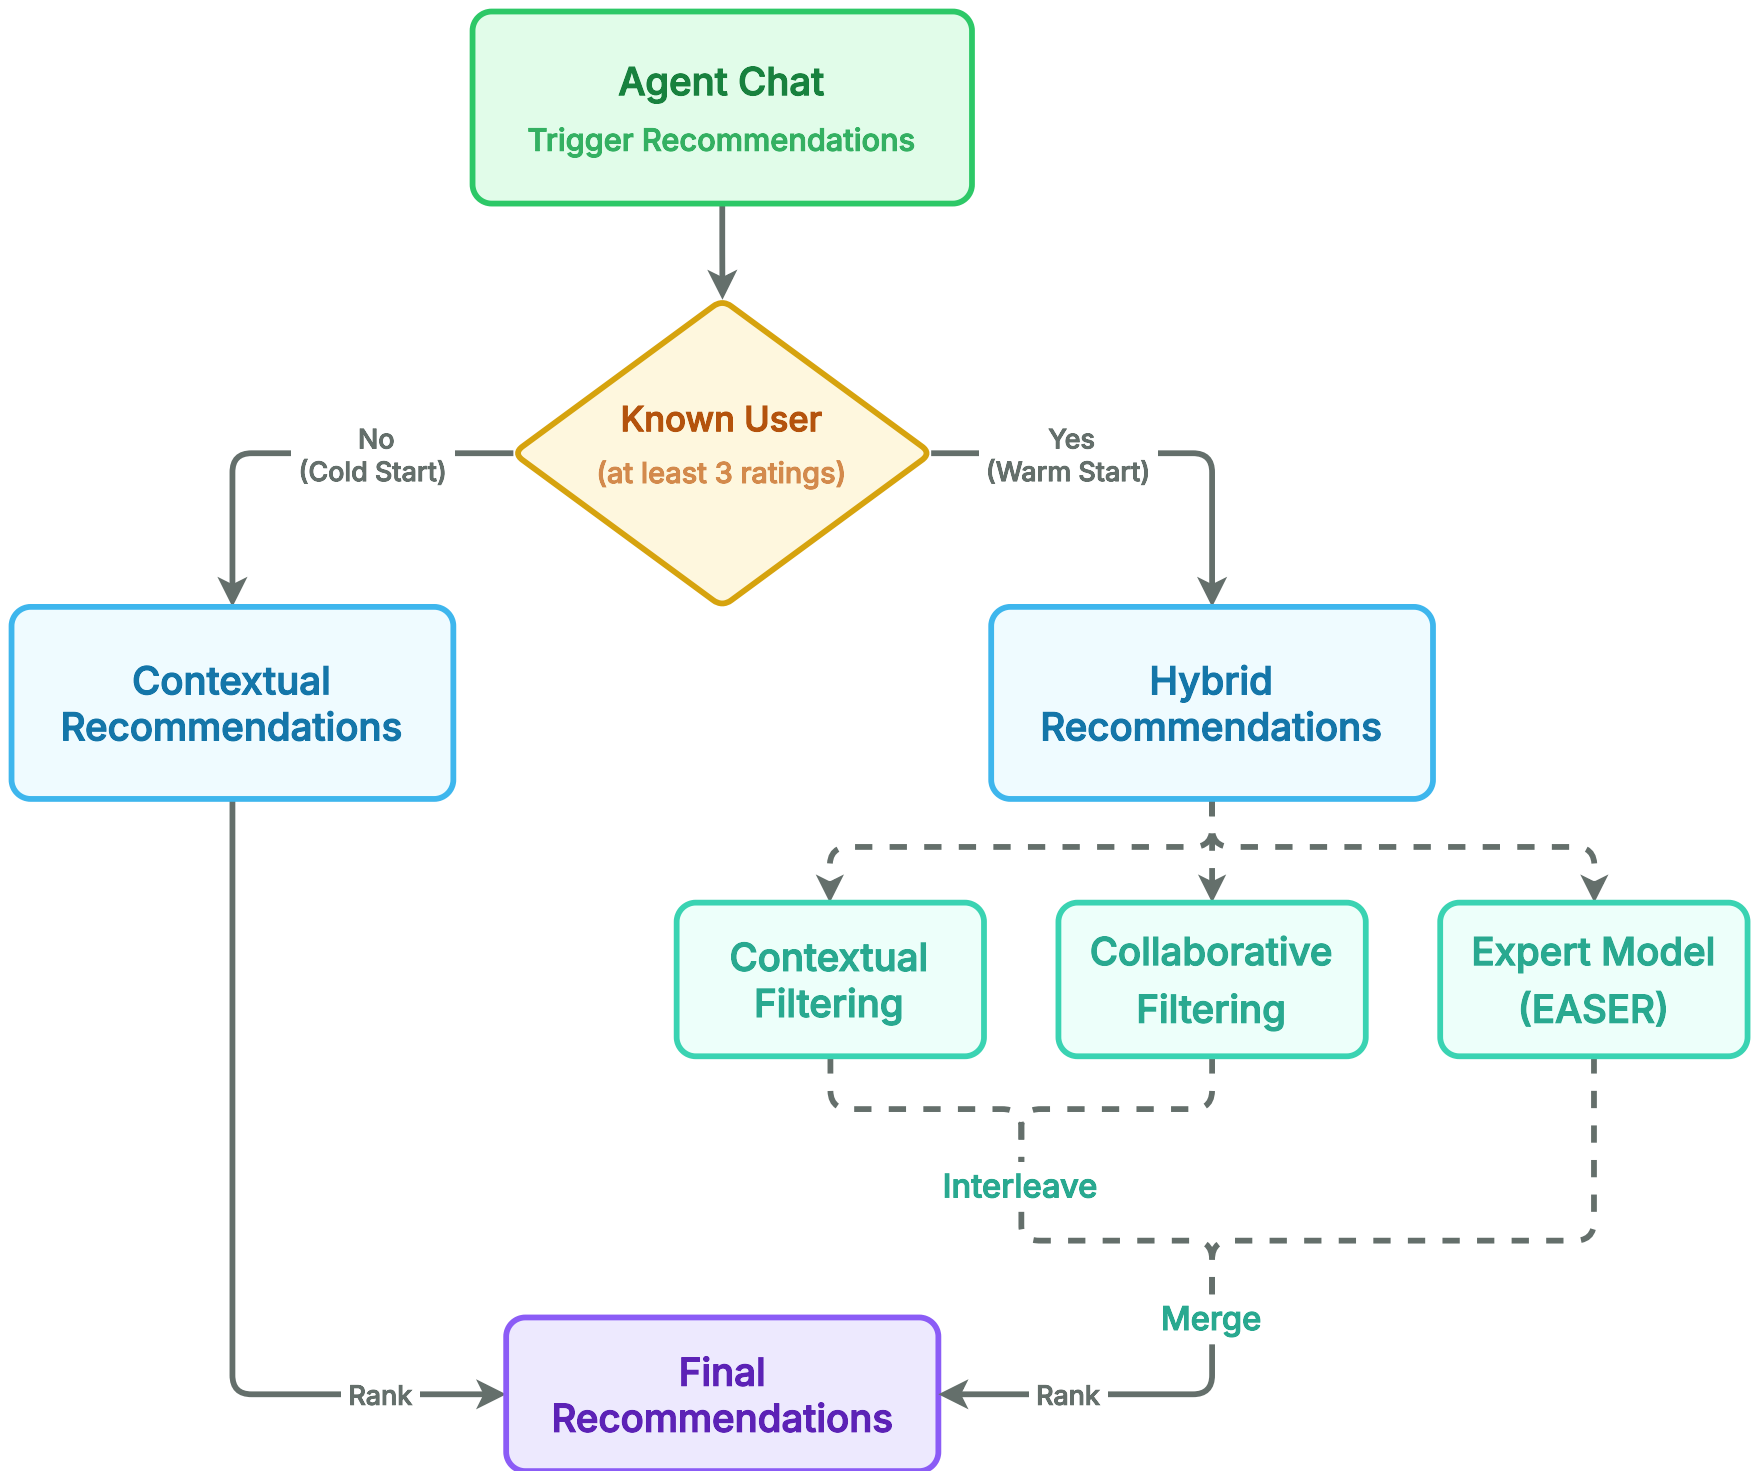 Agent Chat
Trigger Recommendations
Known User
(at least 3 ratings)
No
(Cold Start)
Yes
(Warm Start)
Contextual
Recommendations
Hybrid
Recommendations
Contextual
Filtering
Collaborative
Filtering
Expert Model
(EASER)
Interleave
Merge
Rank
Final
Recommendations
Rank